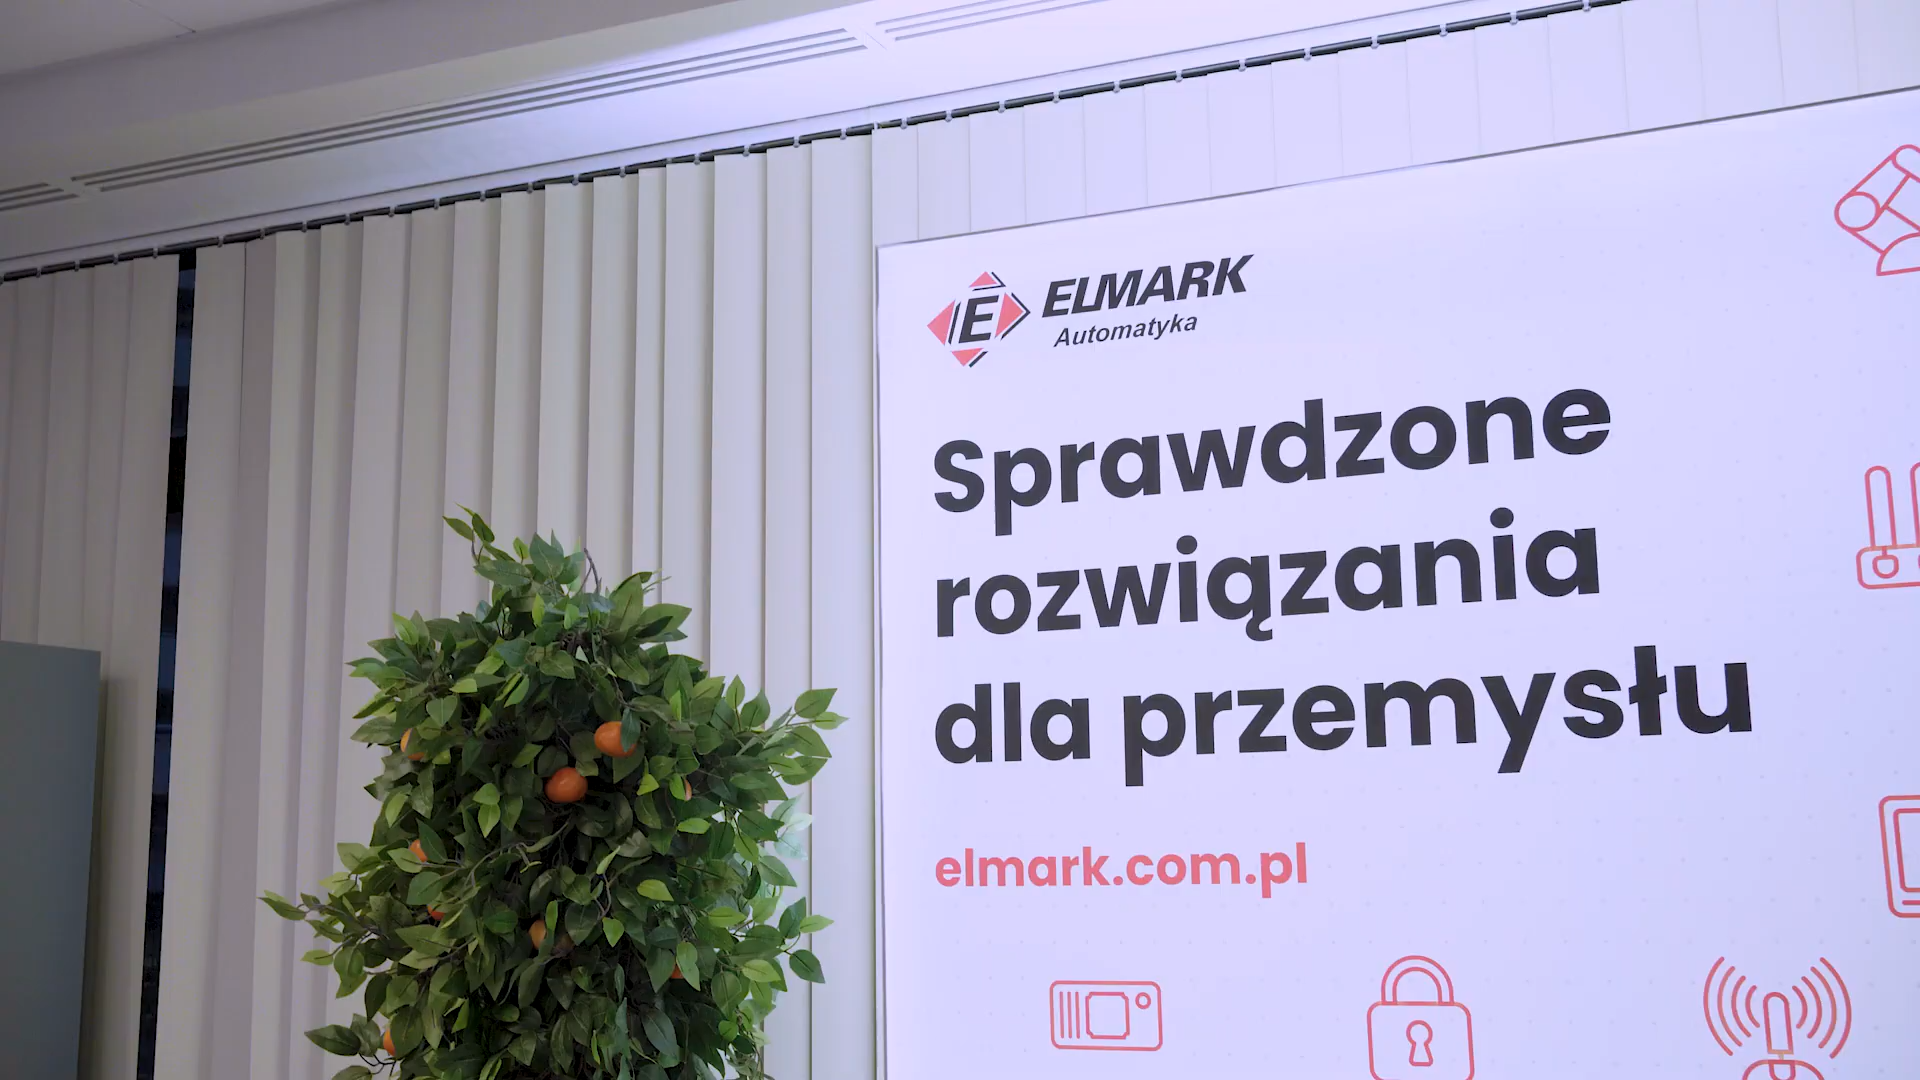 E ELMARK
Automatyka
Sprawdzone
rozwiązania
dla przemysłu
elmark.com.pl